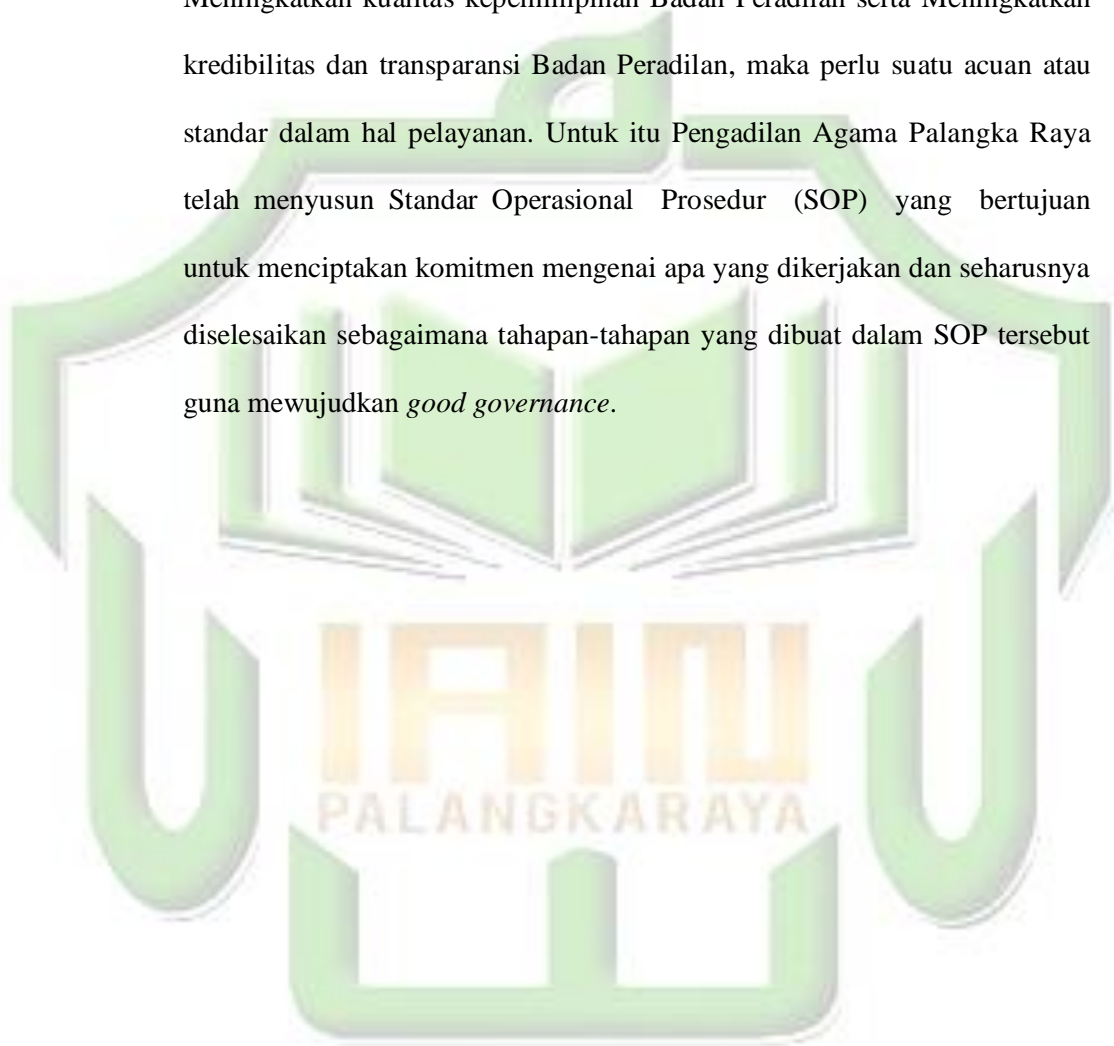 Meningkatkan kualitas kepemimpinan Badan Peradilan serta Meningkatkan
kredibilitas dan transparansi Badan Peradilan, maka perlu suatu acuan atau
standar dalam hal pelayanan. Untuk itu Pengadilan Agama Palangka Raya
telah menyusun Standar Operasional Prosedur (SOP) yang bertujuan
untuk menciptakan komitmen mengenai apa yang dikerjakan dan seharusnya
diselesaikan sebagaimana tahapan-tahapan yang dibuat dalam SOP tersebut
guna mewujudkan good governance.
IAIN
PALANGKARAYA